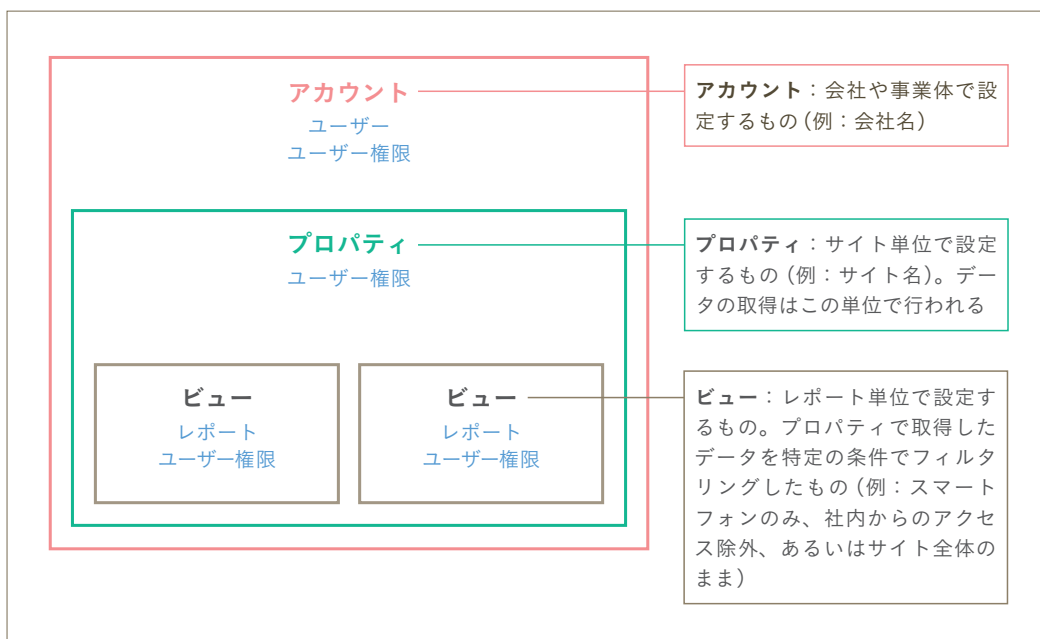 アカウント
ユーザー
ユーザー権限
アカウント：会社や事業体で設
定するもの（例：会社名）
プロパティ
ユーザー権限
プロパティ：サイト単位で設定
するもの（例：サイト名）。デー
タの取得はこの単位で行われる
ビュー
レポート
ユーザー権限
ビュー
レポート
ユーザー権限
ビュー：レポート単位で設定す
るもの。プロパティで取得した
データを特定の条件でフィルタ
リングしたもの（例：スマート
フォンのみ、社内からのアクセ
ス除外、あるいはサイト全体の
まま）